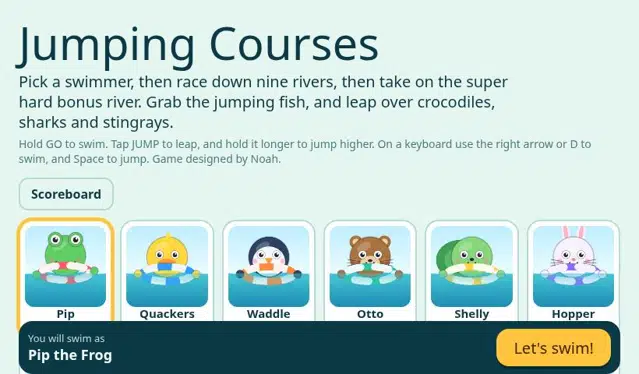 Jumping Courses
Pick a swimmer, then race down nine rivers, then take on the super
hard bonus river. Grab the jumping fish, and leap over crocodiles,
sharks and stingrays.
Hold GO to swim. Tap JUMP to leap, and hold it longer to jump higher. On a keyboard use the right arrow or D to
swim, and Space to jump. Game designed by Noah.
Scoreboard
Pip
Quackers
Waddle
Otto
Shelly
Hopper
You will swim as
Pip the Frog
Let's swim!